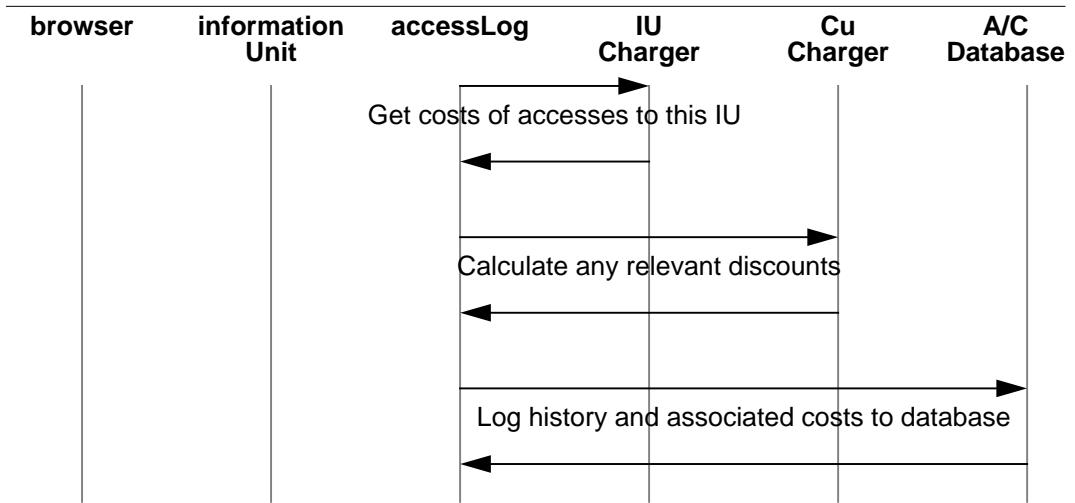 browser
information
Unit
accessLog
IU
Charger
Cu
Charger
A/C
Database
Get costs of accesses to this IU
Calculate any relevant discounts
Log history and associated costs to database